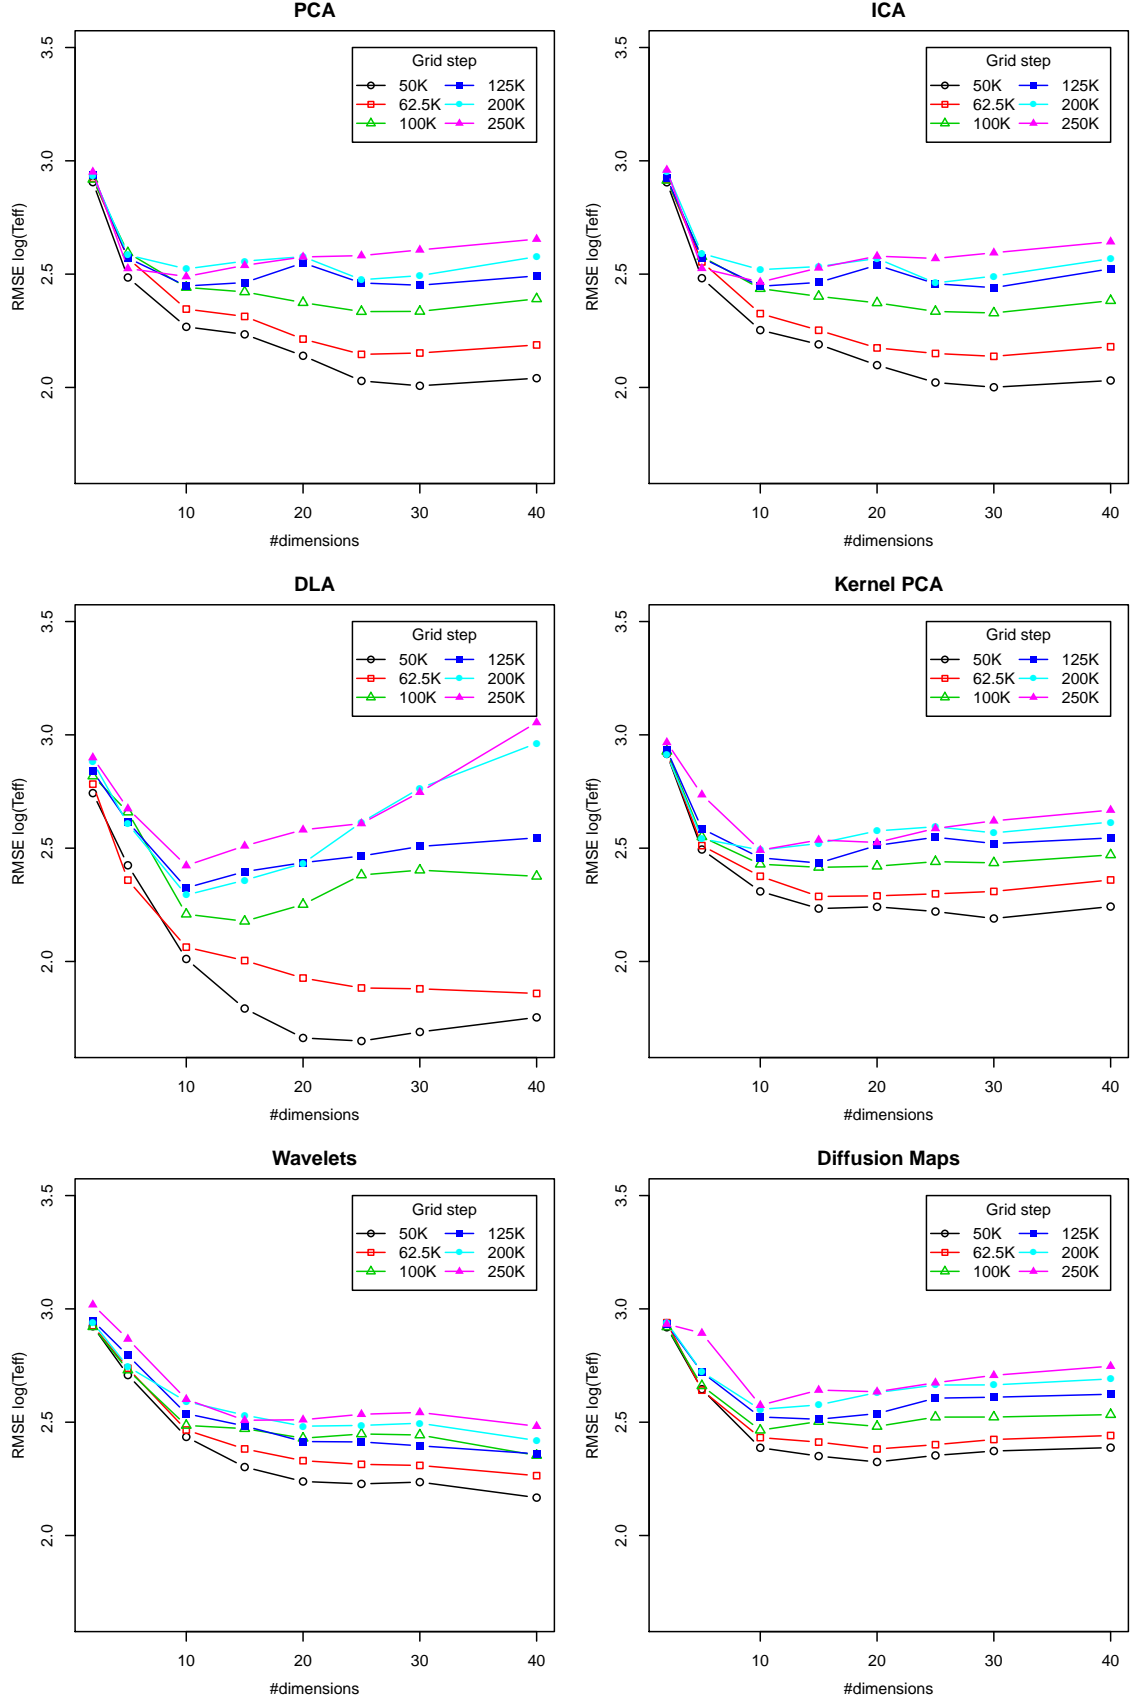 PCA
RMSE log(Teff)
3.5
3.0
2.5
2.0
Grid step
50K 125K
62.5K 200K
100K 250K
10 20 30 40
#dimensions
ICA
RMSE log(Teff)
3.5
3.0
2.5
2.0
Grid step
50K 125K
62.5K 200K
100K 250K
10 20 30 40
#dimensions
DLA
RMSE log(Teff)
3.5
3.0
2.5
2.0
Grid step
50K 125K
62.5K 200K
100K 250K
10 20 30 40
#dimensions
Kernel PCA
RMSE log(Teff)
3.5
3.0
2.5
2.0
Grid step
50K 125K
62.5K 200K
100K 250K
10 20 30 40
#dimensions
Wavelets
RMSE log(Teff)
3.5
3.0
2.5
2.0
Grid step
50K 125K
62.5K 200K
100K 250K
10 20 30 40
#dimensions
Diffusion Maps
RMSE log(Teff)
3.5
3.0
2.5
2.0
Grid step
50K 125K
62.5K 200K
100K 250K
10 20 30 40
#dimensions